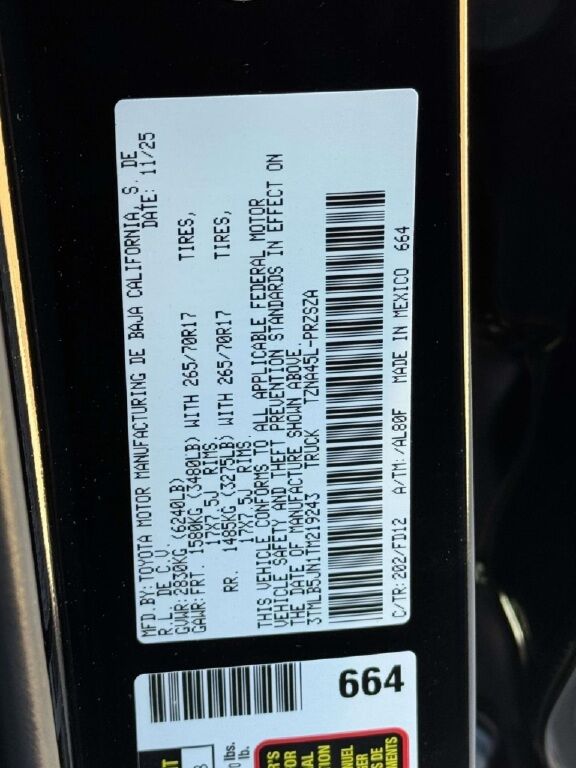 MFD.BY:TOYOTA MOTOR MANUFACTURING DE BAJA CALIFORNIA, S. DE
R.L. DE C.V. DATE: 11/25
GVWR:2830KG (6240LB)
GAWR:FRT. 1580KG (3480LB) WITH 265/70R17 TIRES,
17X7.5J RIMS.
RR. 1485KG (3275LB) WITH 265/70R17 TIRES,
17X7.5J RIMS.
THIS VEHICLE CONFORMS TO ALL APPLICABLE FEDERAL MOTOR
VEHICLE SAFETY AND THEFT PREVENTION STANDARDS IN EFFECT ON
THE DATE OF MANUFACTURE SHOWN ABOVE.
3TMLB5JN1TM219243 TRUCK TZNA45L-PRZSZA
C/TR:202/FD12 A/TM:/AL80F MADE IN MEXICO 664
664
lbs.
lb.